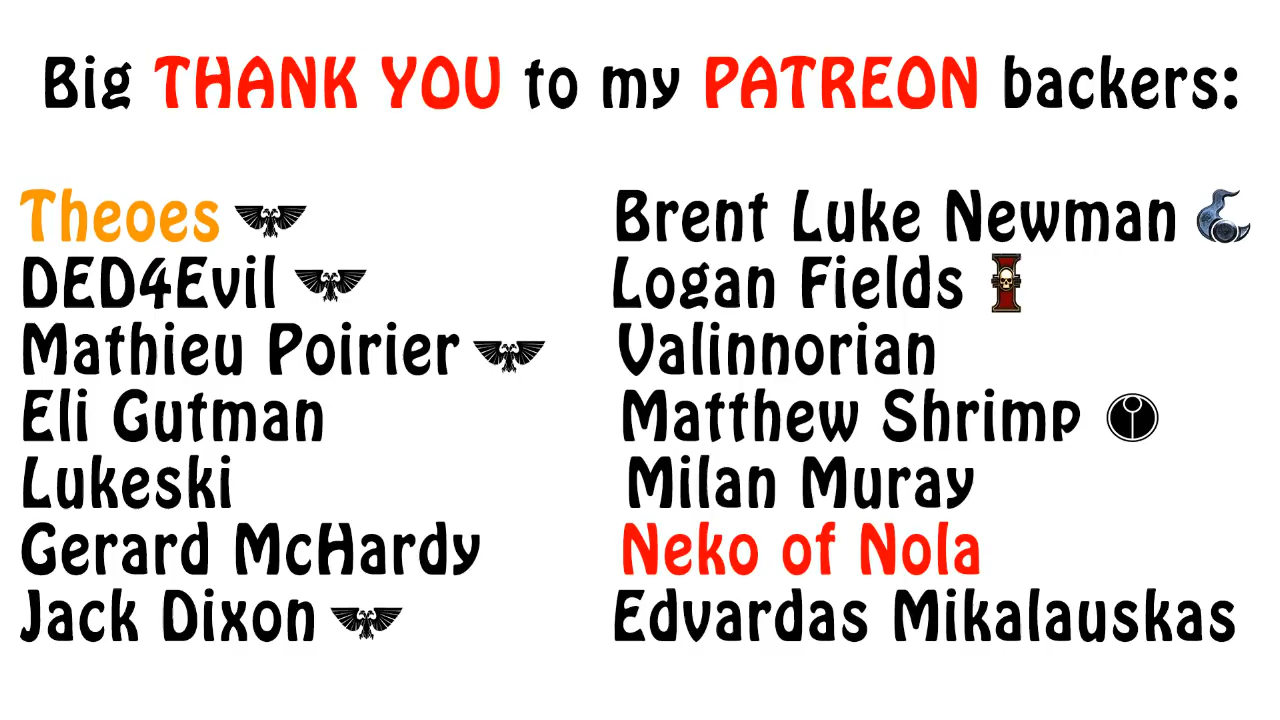 Big THANK YOU to my PATREON backers:
Theoes
DED4Evil
Mathieu Poirier
Eli Gutman
Lukeski
Gerard McHardy
Jack Dixon
Brent Luke Newman
Logan Fields
Valinnorian
Matthew Shrimp
Milan Muray
Neko of Nola
Edvardas Mikalauskas